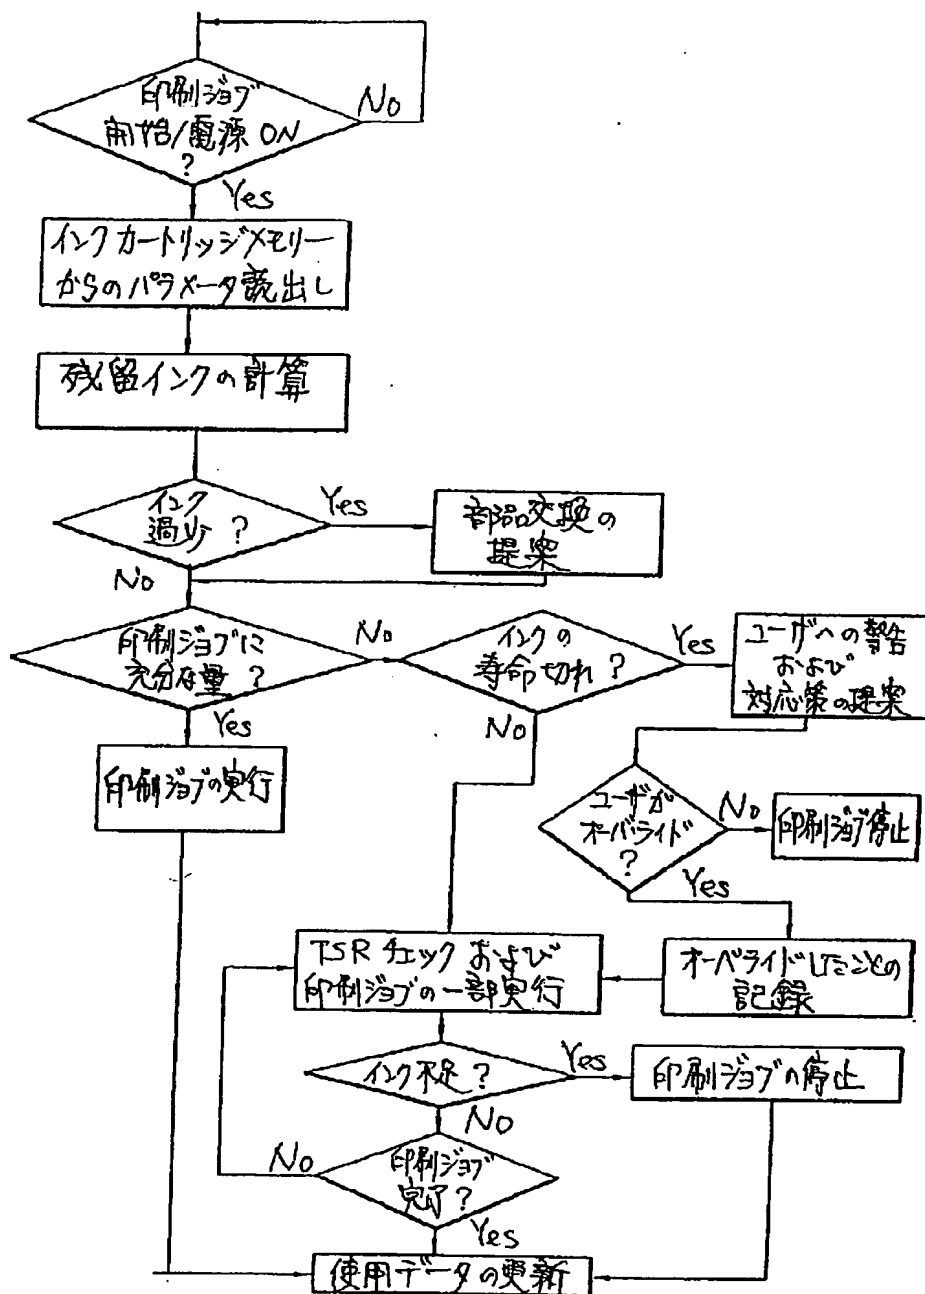 印刷ジョブ
開始/電源 ON
?
No
Yes
インクカートリッジメモリー
からのパラメータ読出し
残留インクの計算
インク
過少?
Yes
部品交換の
提案
No
印刷ジョブに
充分な量?
No
インクの
寿命切れ?
Yes
ユーザへの警告
および
対応策の提案
Yes
No
印刷ジョブの実行
ユーザが
オーバライド
?
No
印刷ジョブ停止
Yes
TSRチェックおよび
印刷ジョブの一部実行
オーバライドしたことの
記録
インク不足?
Yes
印刷ジョブの停止
No
印刷ジョブ
完了?
No
Yes
使用データの更新